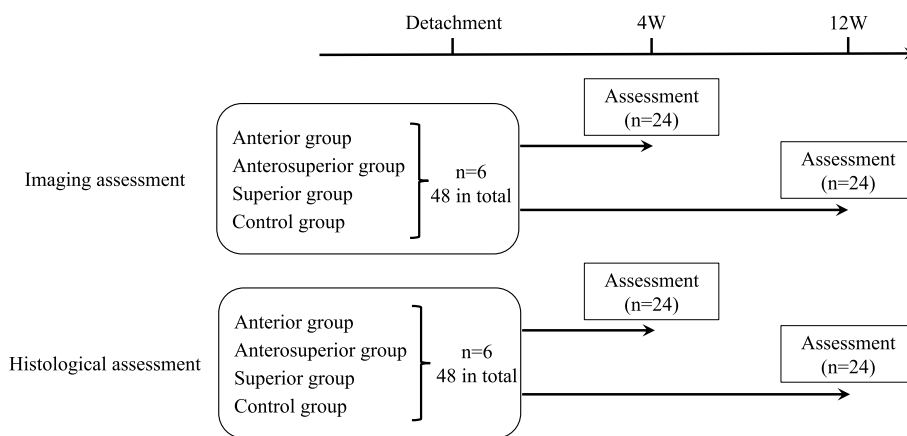 Detachment 4W 12W
Assessment
(n=24)
Anterior group
Anterosuperior group
Superior group
Control group
n=6
48 in total
Imaging assessment
Assessment
(n=24)
Assessment
(n=24)
Anterior group
Anterosuperior group
Superior group
Control group
n=6
48 in total
Histological assessment
Assessment
(n=24)